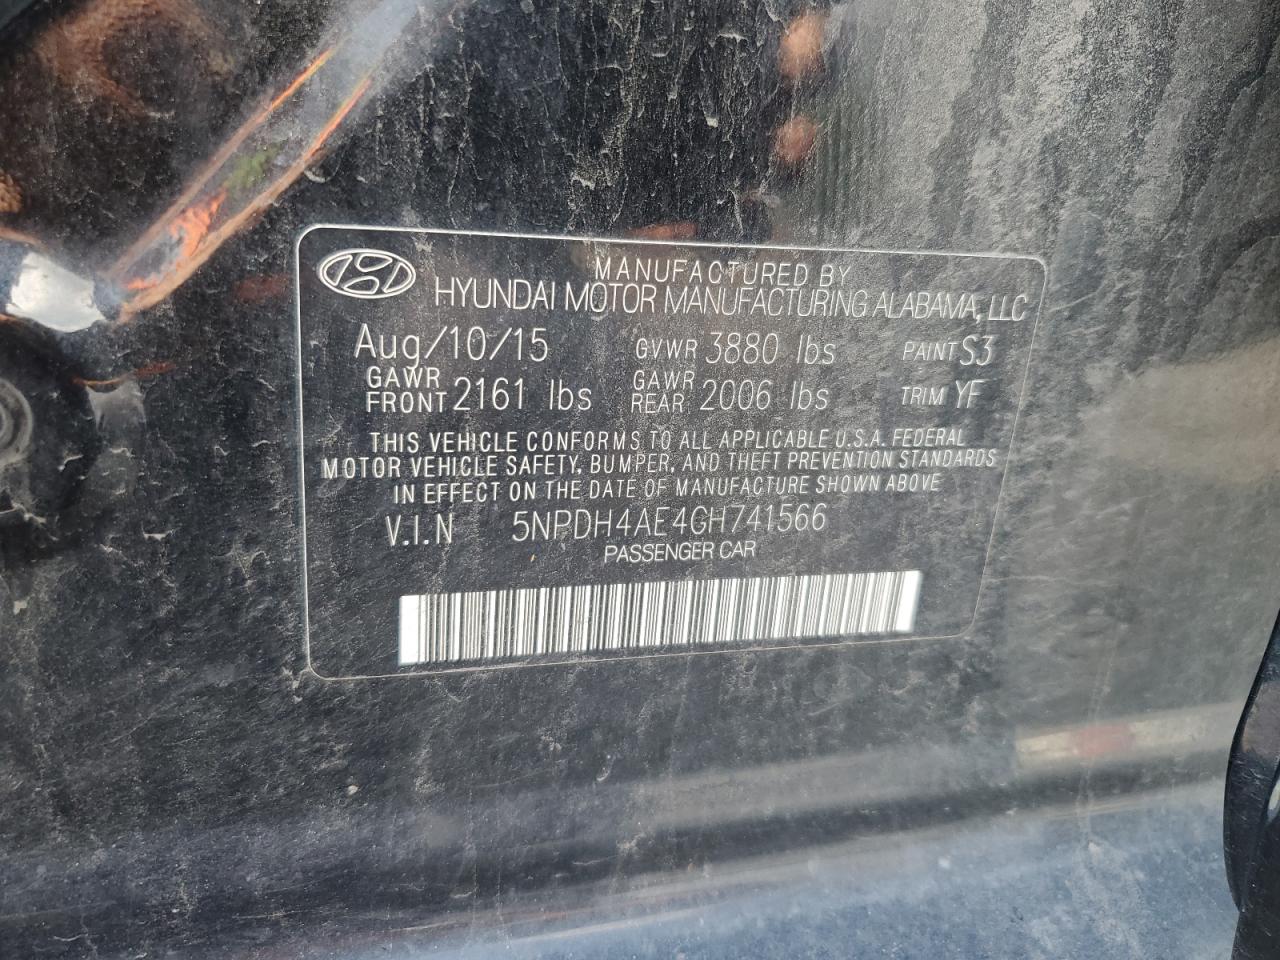 MANUFACTURED BY
HYUNDAI MOTOR MANUFACTURING ALABAMA, LLC
Aug/10/15 GVWR 3880 lbs PAINT S3
GAWR FRONT 2161 lbs GAWR REAR 2006 lbs TRIM YF
THIS VEHICLE CONFORMS TO ALL APPLICABLE U.S.A. FEDERAL
MOTOR VEHICLE SAFETY, BUMPER, AND THEFT PREVENTION STANDARDS
IN EFFECT ON THE DATE OF MANUFACTURE SHOWN ABOVE
V.I.N 5NPDH4AE4GH741566
PASSENGER CAR